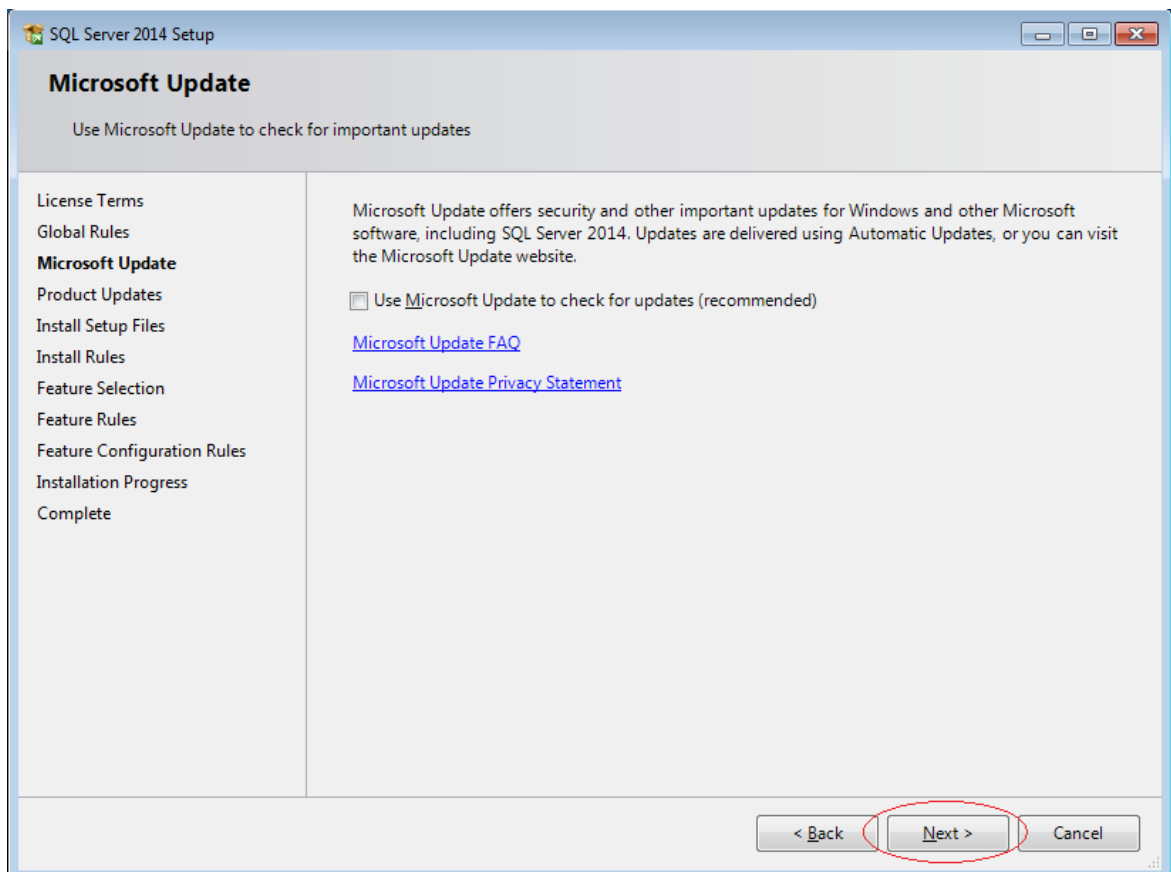 SQL Server 2014 Setup
Microsoft Update
Use Microsoft Update to check for important updates
License Terms
Global Rules
Microsoft Update
Product Updates
Install Setup Files
Install Rules
Feature Selection
Feature Rules
Feature Configuration Rules
Installation Progress
Complete
Microsoft Update offers security and other important updates for Windows and other Microsoft
software, including SQL Server 2014. Updates are delivered using Automatic Updates, or you can visit
the Microsoft Update website.
Use Microsoft Update to check for updates (recommended)
Microsoft Update FAQ
Microsoft Update Privacy Statement
< Back
Next >
Cancel